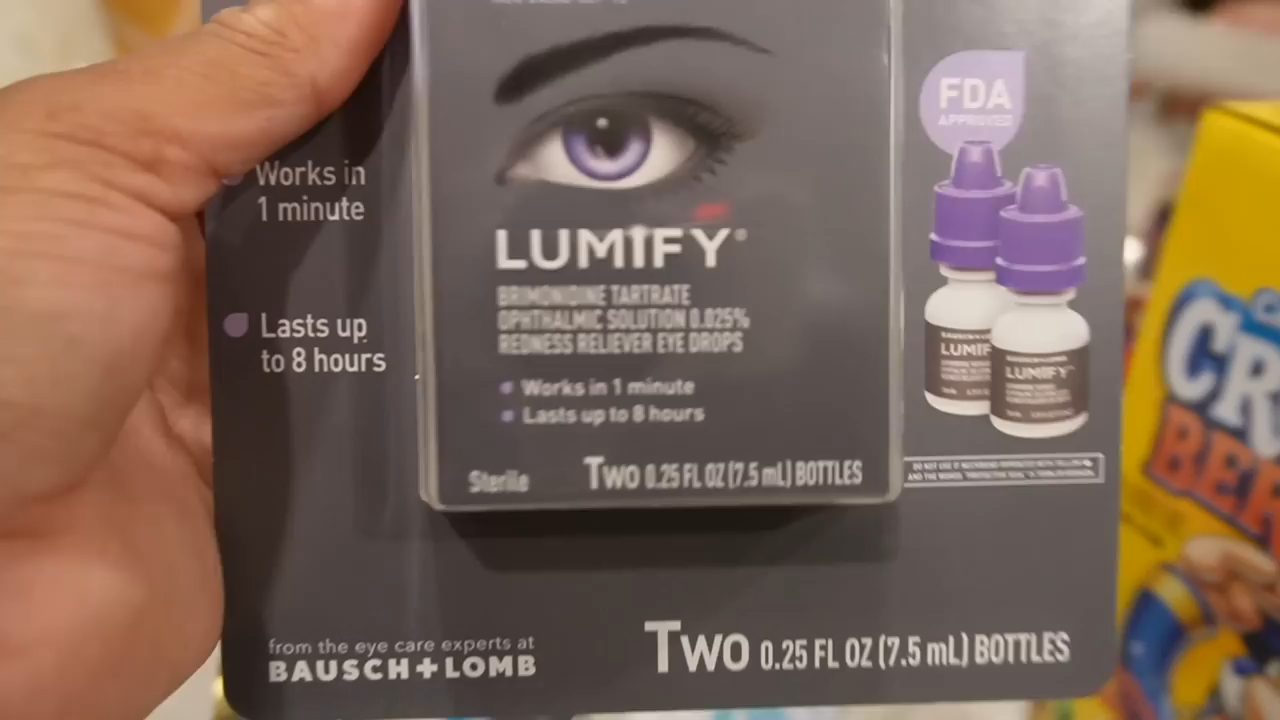 FDA
APPROVED
Works in
1 minute
Lasts up
to 8 hours
LUMIFY®
BRIMONIDINE TARTRATE
OPHTHALMIC SOLUTION 0.025%
REDNESS RELIEVER EYE DROPS
Works in 1 minute
Lasts up to 8 hours
Sterile
TWO 0.25 FL OZ (7.5 mL) BOTTLES
LUMIF
LUMIFY
from the eye care experts at
BAUSCH+LOMB
TWO 0.25 FL OZ (7.5 mL) BOTTLES
CR
BER